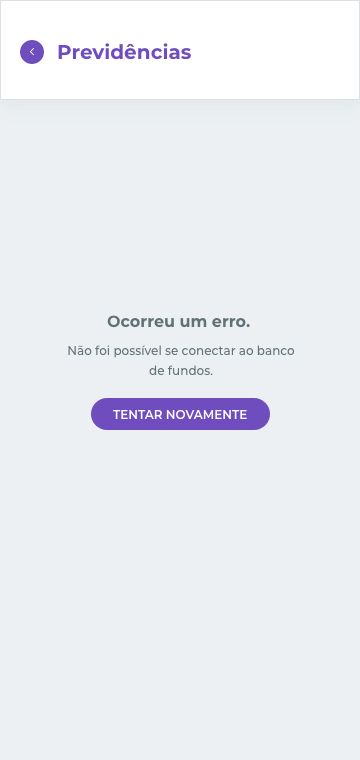 Previdências
Ocorreu um erro.
Não foi possível se conectar ao banco
de fundos.
TENTAR NOVAMENTE